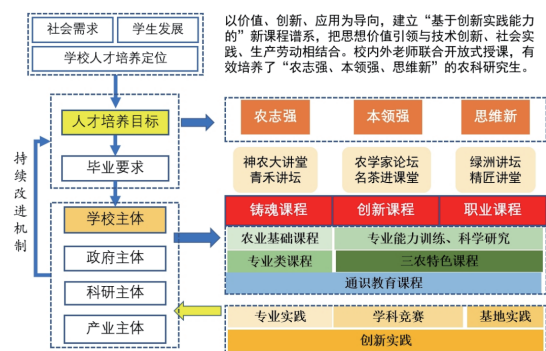 社会需求
学生发展
学校人才培养定位
以价值、创新、应用为导向，建立“基于创新实践能力
的”新课程谱系，把思想价值引领与技术创新、社会实
践、生产劳动相结合。校内外老师联合开放式授课，有
效培养了“农志强、本领强、思维新”的农科研究生。
人才培养目标
毕业要求
持续改进机制
学校主体
政府主体
科研主体
产业主体
农志强
本领强
思维新
神农大讲堂
青禾讲坛
农学家论坛
名茶进课堂
绿洲讲坛
精匠讲堂
铸魂课程
创新课程
职业课程
农业基础课程
专业能力训练、科学研究
专业类课程
三农特色课程
通识教育课程
专业实践
学科竞赛
基地实践
创新实践